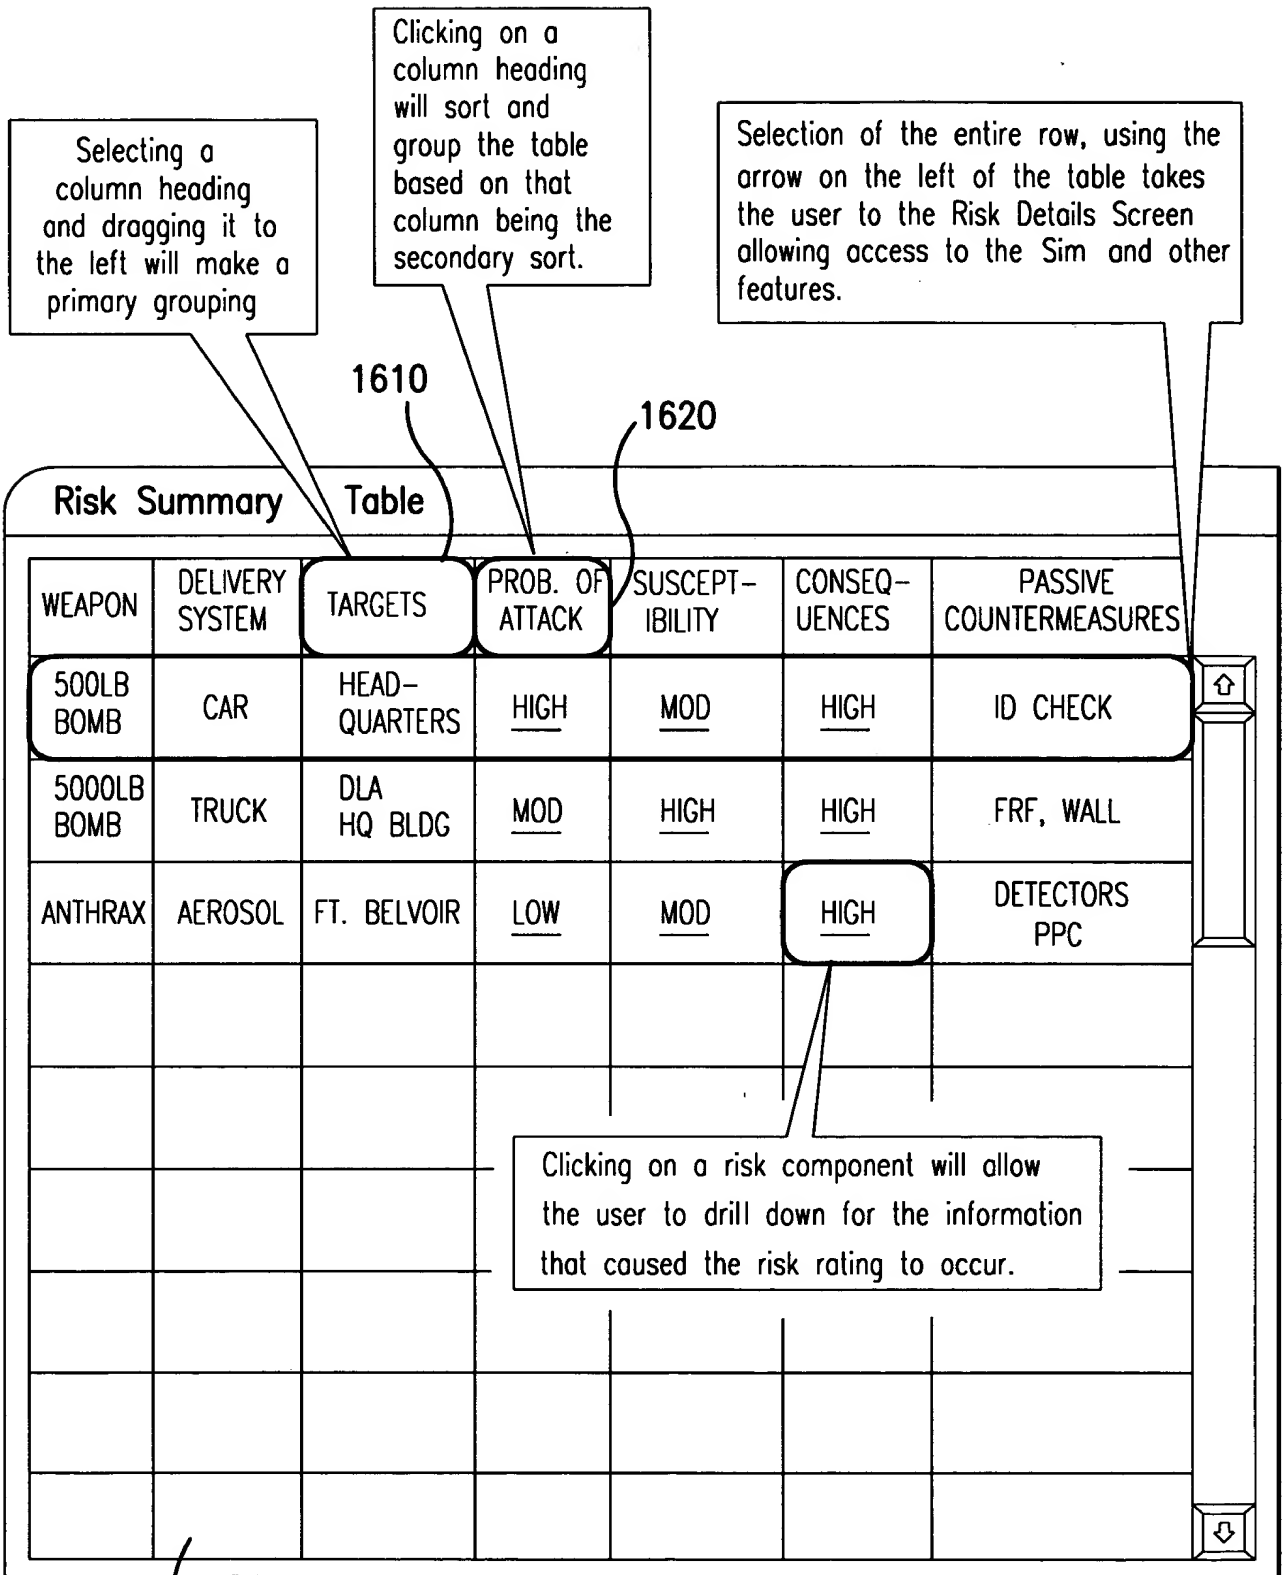 Clicking on a
column heading
will sort and
group the table
based on that
column being the
secondary sort.
Selecting a
column heading
and dragging it to
the left will make a
primary grouping
Selection of the entire row, using the
arrow on the left of the table takes
the user to the Risk Details Screen
allowing access to the Sim and other
features.
1610
1620
Risk Summary Table
WEAPON
DELIVERY
SYSTEM
TARGETS
PROB. OF
ATTACK
SUSCEPT-
IBILITY
CONSEQ-
UENCES
PASSIVE
COUNTERMEASURES
500LB
BOMB
CAR
HEAD-
QUARTERS
HIGH
MOD
HIGH
ID CHECK
5000LB
BOMB
TRUCK
DLA
HQ BLDG
MOD
HIGH
HIGH
FRF, WALL
ANTHRAX
AEROSOL
FT. BELVOIR
LOW
MOD
HIGH
DETECTORS
PPC
Clicking on a risk component will allow
the user to drill down for the information
that caused the risk rating to occur.